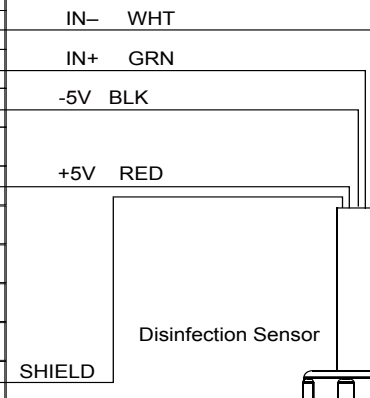 IN– WHT
IN+ GRN
-5V BLK
+5V RED
Disinfection Sensor
SHIELD